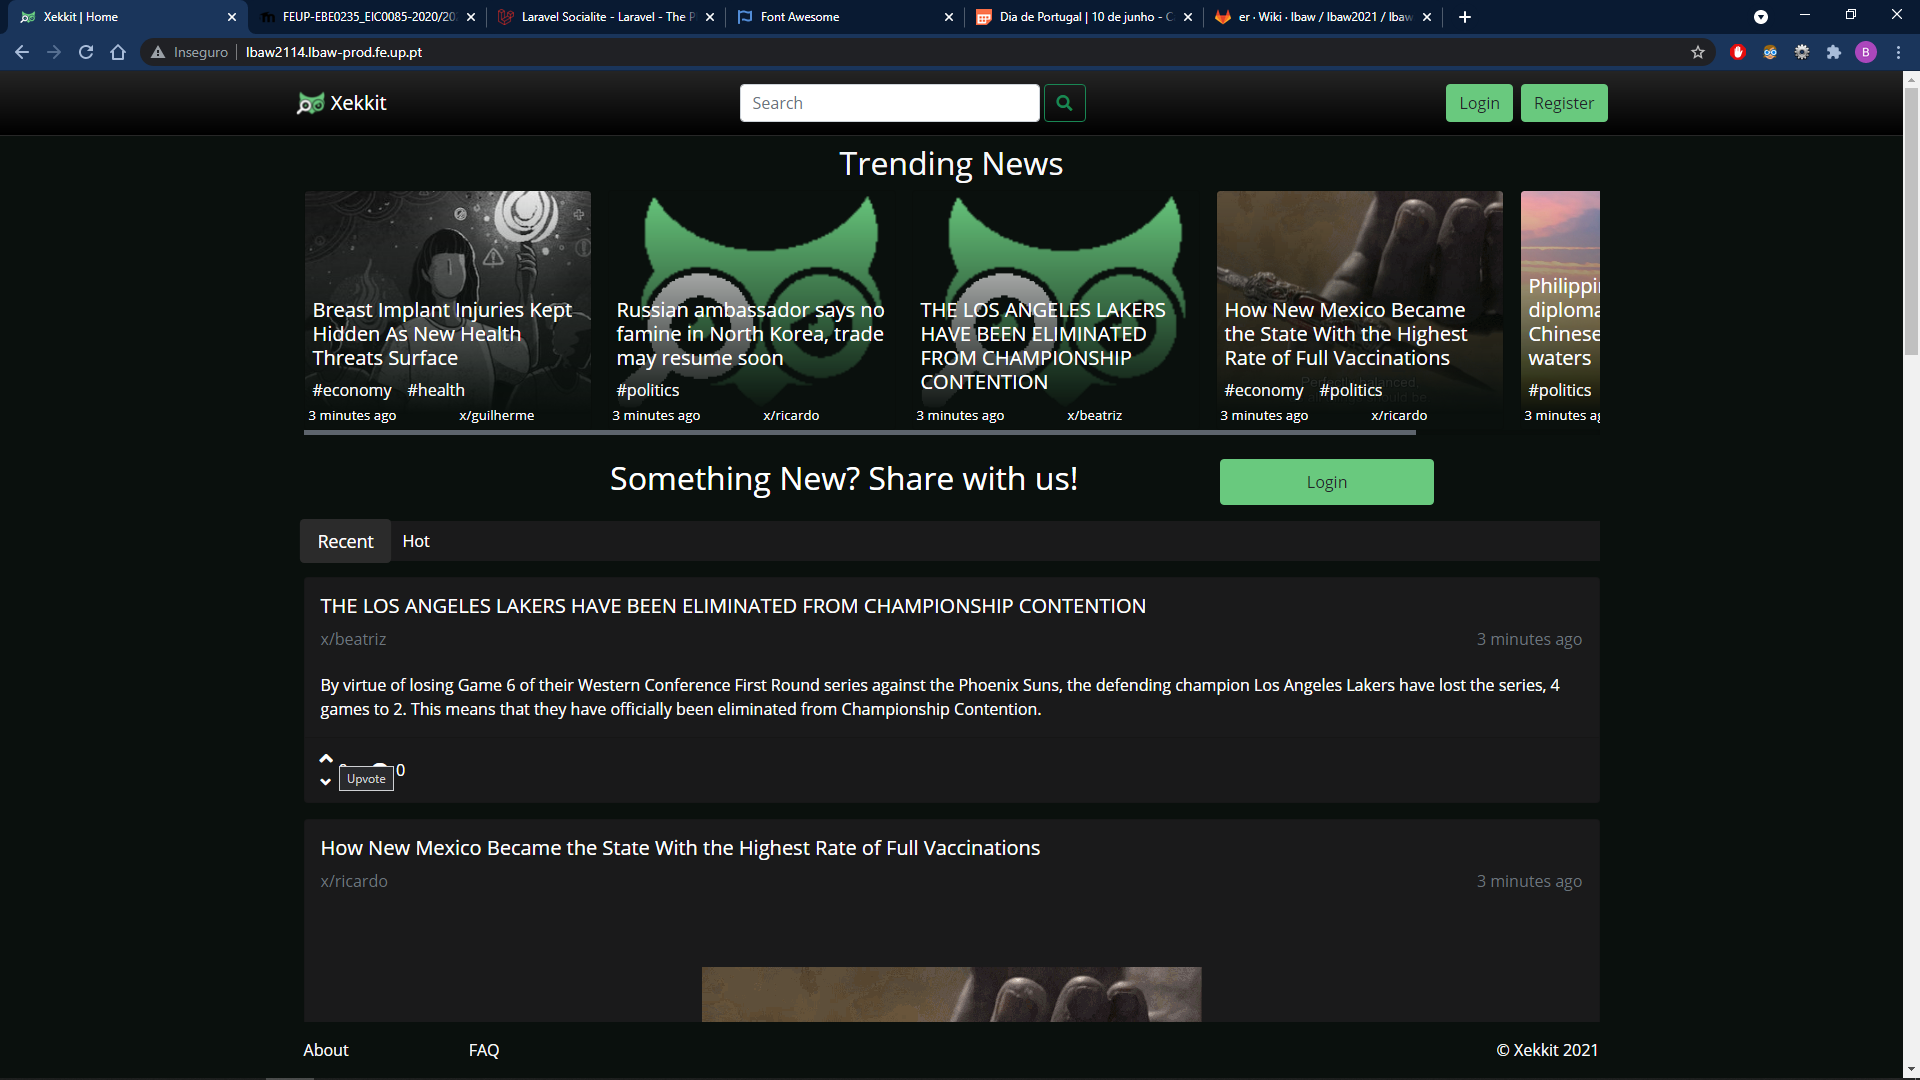 Xekkit | Home
FEUP-EBE0235_EIC0085-2020/20
Laravel Socialite - Laravel - The P
Font Awesome
Dia de Portugal | 10 de junho - C
er · Wiki · lbaw / lbaw2021 / lbaw
Inseguro
lbaw2114.lbaw-prod.fe.up.pt
B
Xekkit
Search
Login
Register
Trending News
Breast Implant Injuries Kept
Hidden As New Health
Threats Surface
#economy #health
3 minutes ago
x/guilherme
Russian ambassador says no
famine in North Korea, trade
may resume soon
#politics
3 minutes ago
x/ricardo
THE LOS ANGELES LAKERS
HAVE BEEN ELIMINATED
FROM CHAMPIONSHIP
CONTENTION
3 minutes ago
x/beatriz
How New Mexico Became
the State With the Highest
Rate of Full Vaccinations
#economy #politics
3 minutes ago
x/ricardo
Philippi
diploma
Chinese
waters
#politics
3 minutes ag
Something New? Share with us!
Login
Recent
Hot
THE LOS ANGELES LAKERS HAVE BEEN ELIMINATED FROM CHAMPIONSHIP CONTENTION
x/beatriz
3 minutes ago
By virtue of losing Game 6 of their Western Conference First Round series against the Phoenix Suns, the defending champion Los Angeles Lakers have lost the series, 4
games to 2. This means that they have officially been eliminated from Championship Contention.
0
Upvote
How New Mexico Became the State With the Highest Rate of Full Vaccinations
x/ricardo
3 minutes ago
About
FAQ
© Xekkit 2021